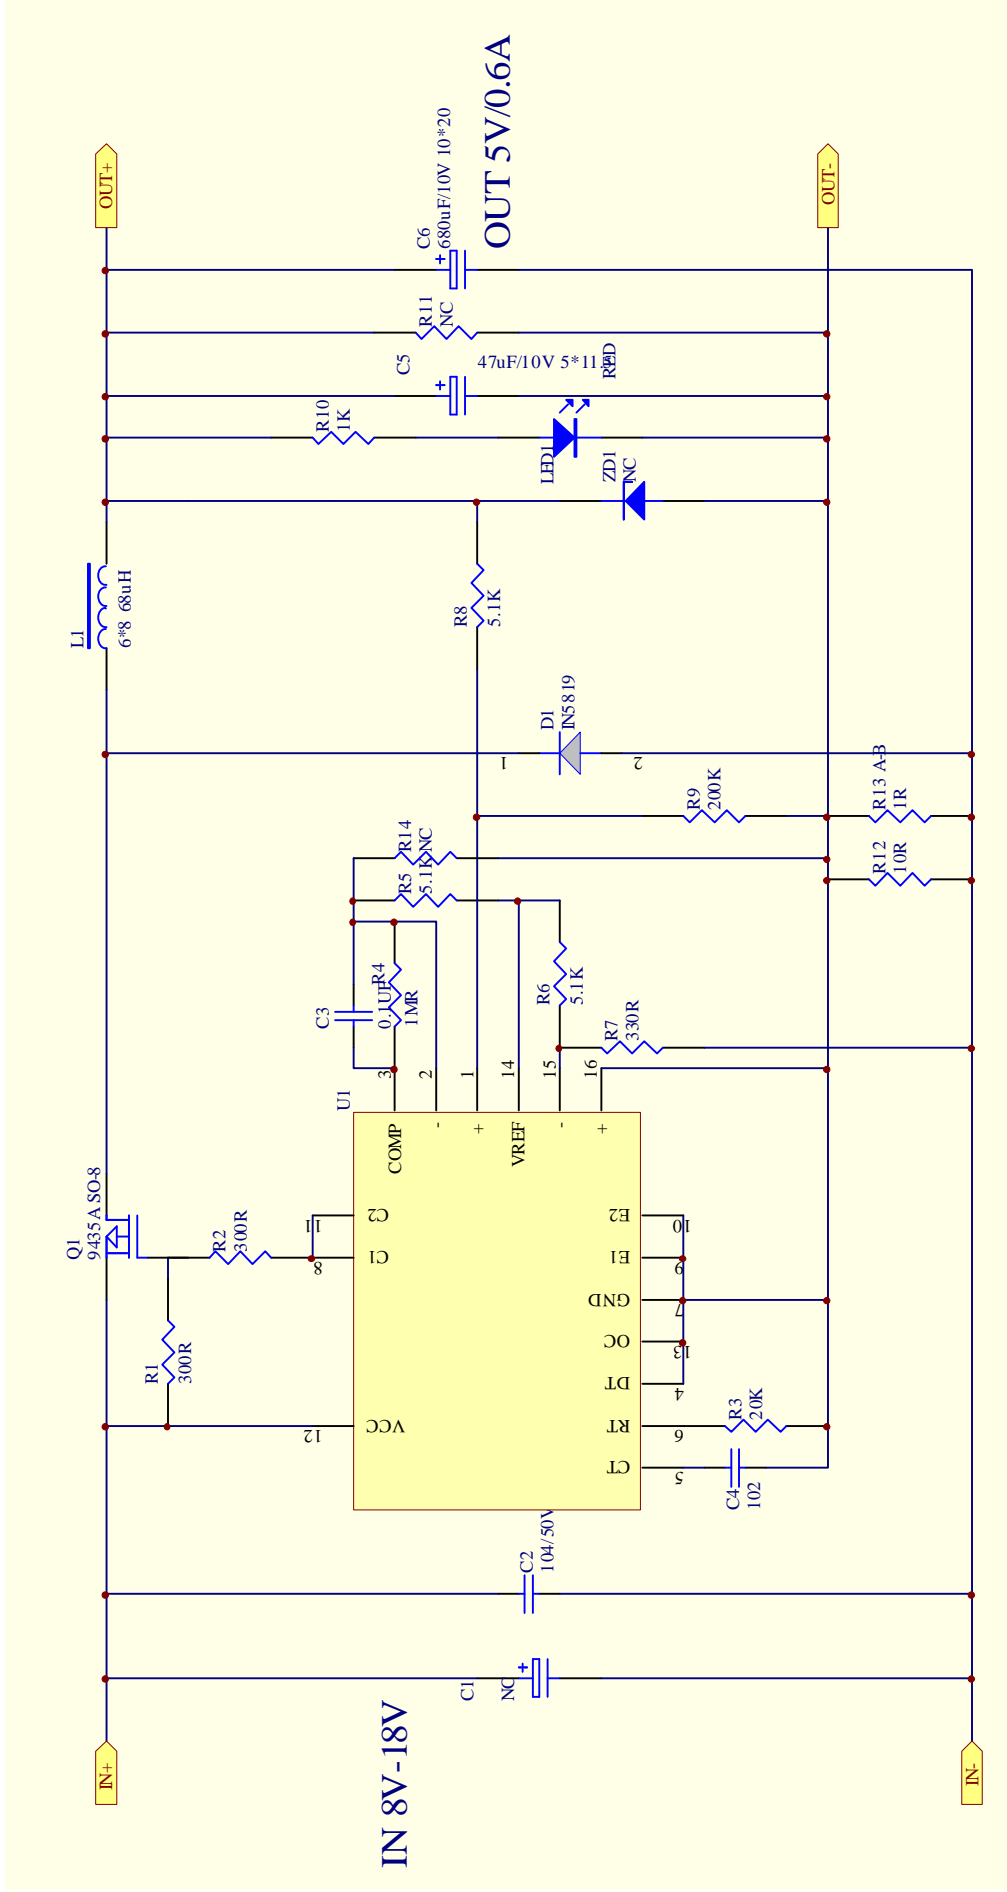 OUT+
OUT-
C6
680uF/10V 10*20
OUT 5V/0.6A
R11
NC
C5
47uF/10V 5*11.5
RED
R10
1K
LED1
ZD1
NC
L1
6*8 68uH
R8
5.1K
D1
IN5819
1
2
R9
200K
R13 A-B
1R
R12
10R
R14
NC
R5
5.1K
R4
1MR
C3
0.1UF
R6
5.1K
R7
330R
U1
3
2
1
14
15
16
COMP
-
+
VREF
-
+
Q1
9435A SO-8
R2
300R
R1
300R
11
8
12
C2
C1
VCC
E2
E1
GND
OC
DT
RT
CT
10
9
7
13
4
6
5
R3
20K
C4
102
C2
104/50V
C1
NC
IN 8V-18V
IN+
IN-